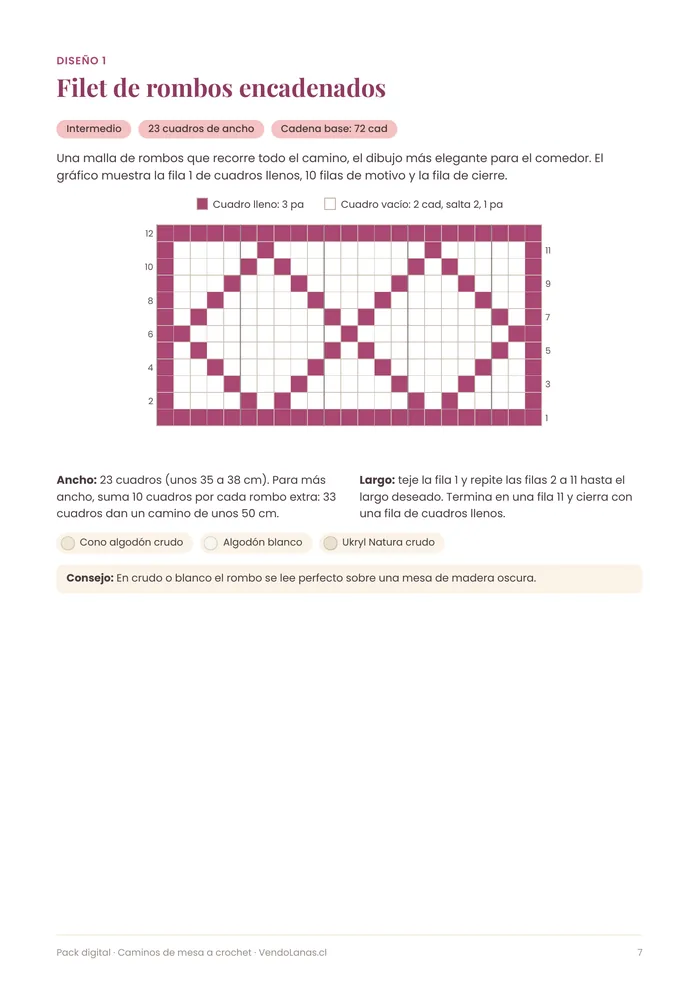 DISEÑO 1
Filet de rombos encadenados
Intermedio
23 cuadros de ancho
Cadena base: 72 cad
Una malla de rombos que recorre todo el camino, el dibujo más elegante para el comedor. El
gráfico muestra la fila 1 de cuadros llenos, 10 filas de motivo y la fila de cierre.
Cuadro lleno: 3 pa
Cuadro vacío: 2 cad, salta 2, 1 pa
12
11
10
9
8
7
6
5
4
3
2
1
Ancho: 23 cuadros (unos 35 a 38 cm). Para más
ancho, suma 10 cuadros por cada rombo extra: 33
cuadros dan un camino de unos 50 cm.
Largo: teje la fila 1 y repite las filas 2 a 11 hasta el
largo deseado. Termina en una fila 11 y cierra con
una fila de cuadros llenos.
Cono algodón crudo
Algodón blanco
Ukryl Natura crudo
Consejo: En crudo o blanco el rombo se lee perfecto sobre una mesa de madera oscura.
Pack digital · Caminos de mesa a crochet · VendoLanas.cl
7